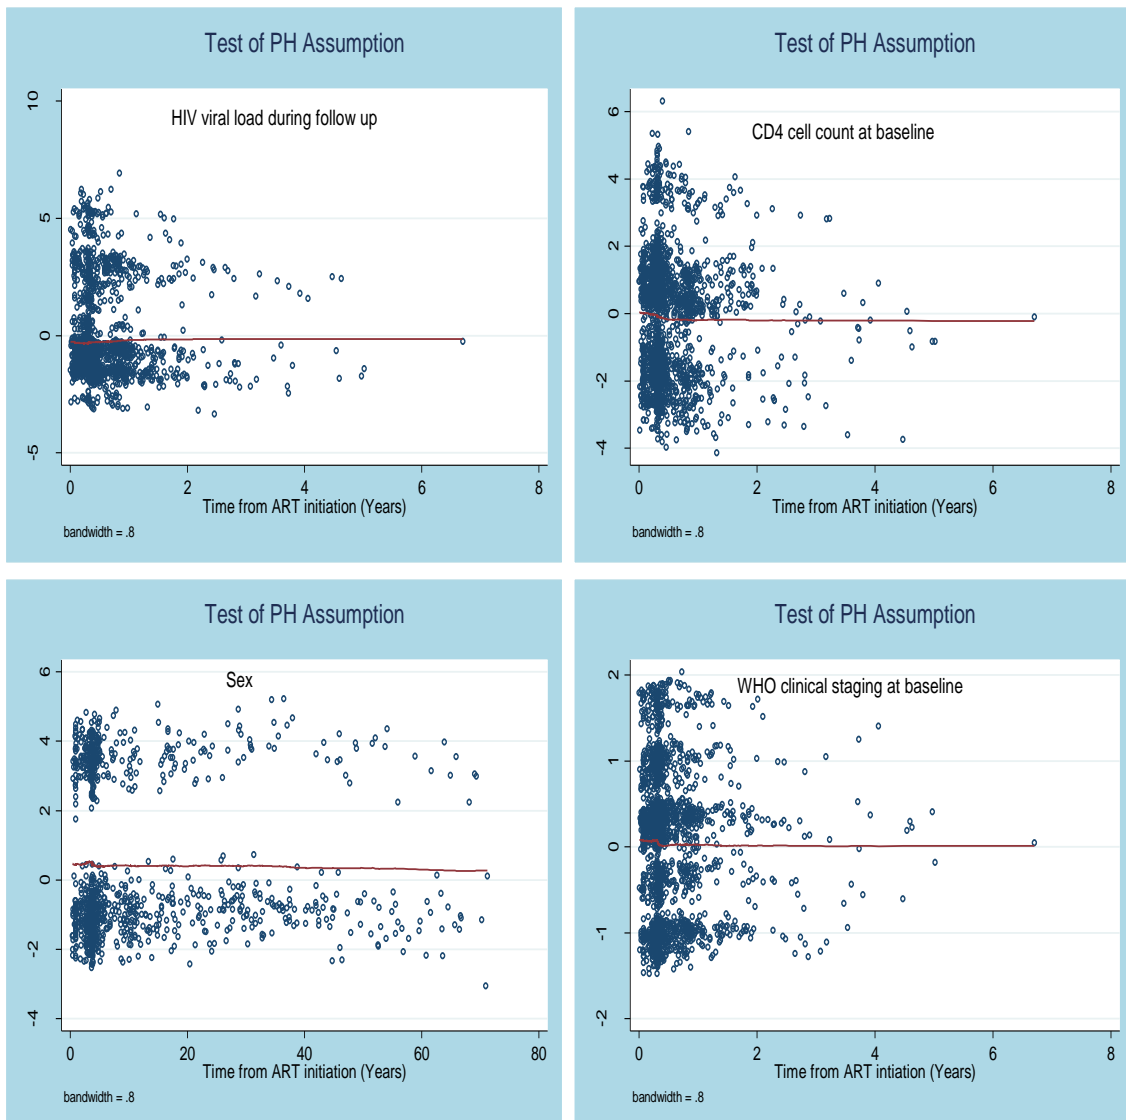 Test of PH Assumption
HIV viral load during follow up
10
5
0
-5
0 2 4 6 8
Time from ART initiation (Years)
bandwidth = .8
Test of PH Assumption
CD4 cell count at baseline
6
4
2
0
-2
-4
0 2 4 6 8
Time from ART initiation (Years)
bandwidth = .8
Test of PH Assumption
Sex
6
4
2
0
-2
-4
0 20 40 60 80
Time from ART initiation (Years)
bandwidth = .8
Test of PH Assumption
WHO clinical staging at baseline
2
1
0
-1
-2
0 2 4 6 8
Time from ART intiation (Years)
bandwidth = .8